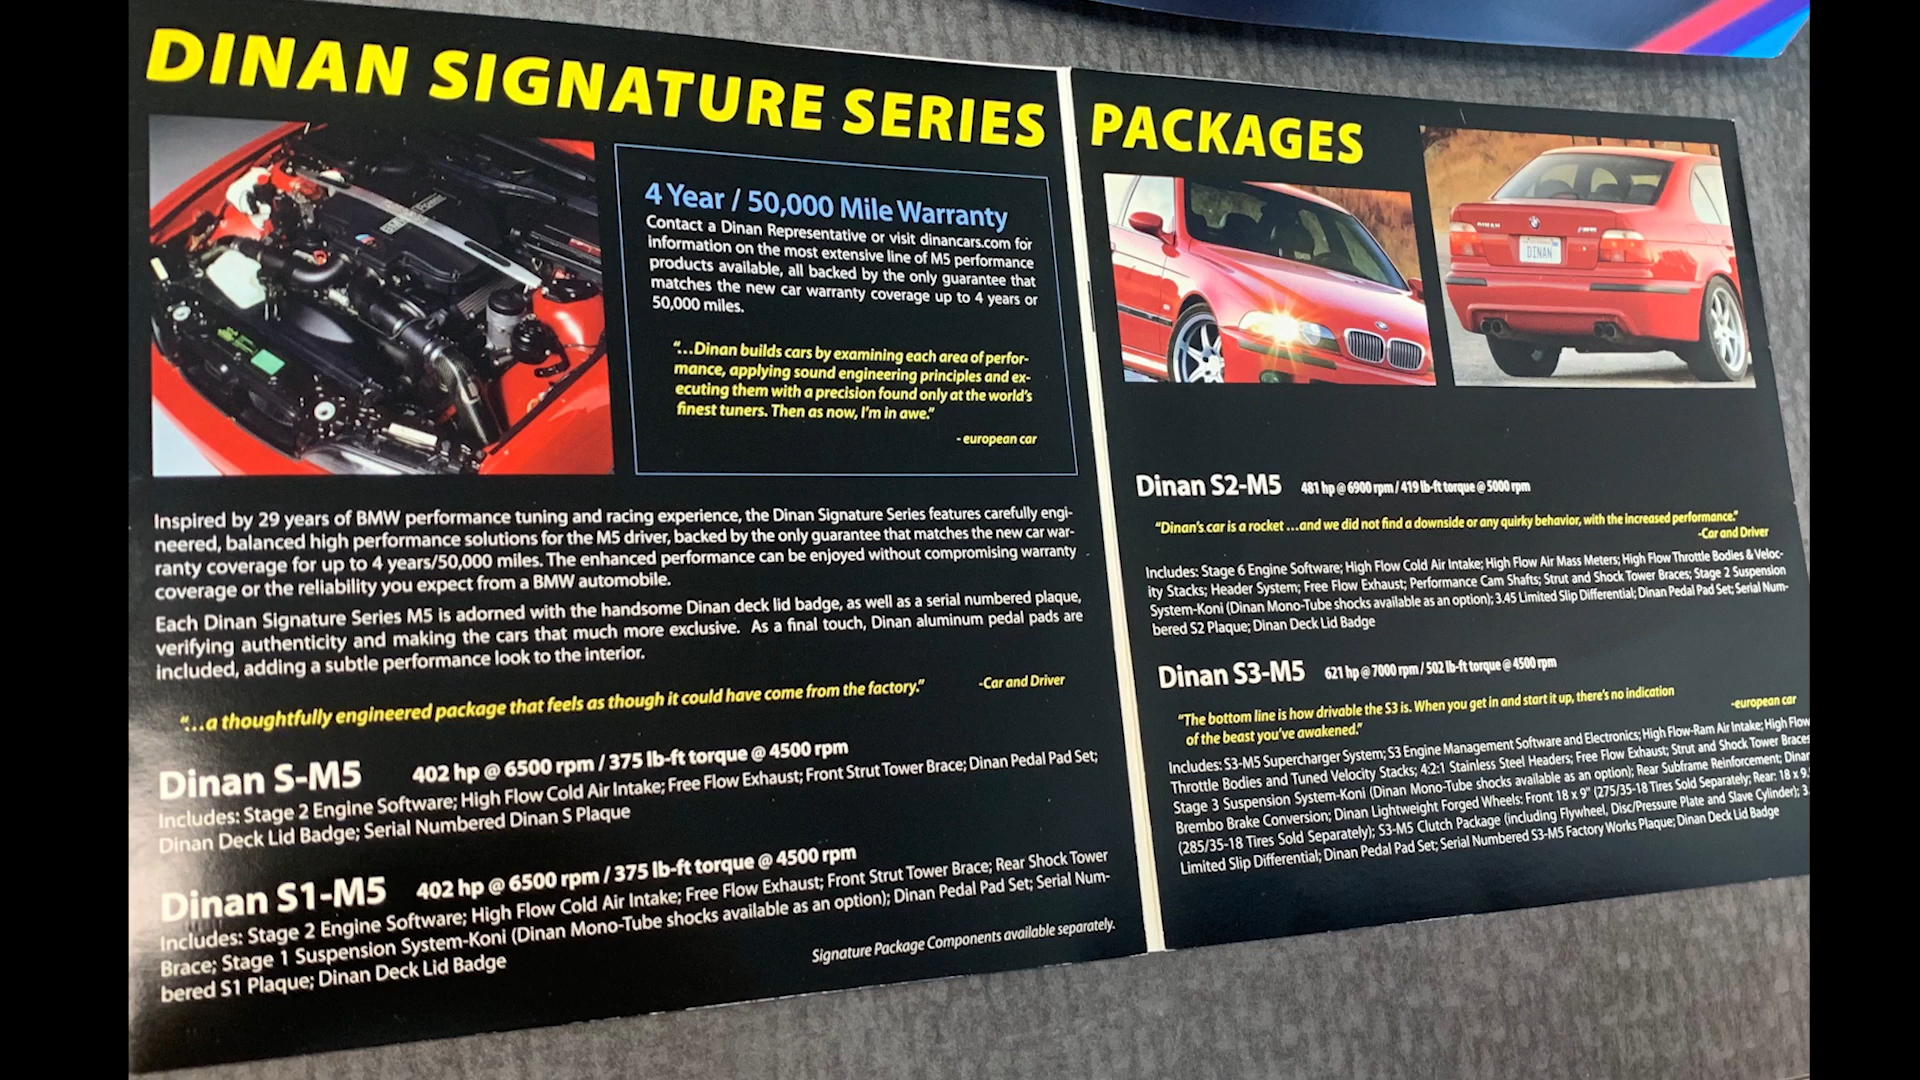 DINAN SIGNATURE SERIES PACKAGES
4 Year / 50,000 Mile Warranty
Contact a Dinan Representative or visit dinancars.com for
information on the most extensive line of M5 performance
products available, all backed by the only guarantee that
matches the new car warranty coverage up to 4 years or
50,000 miles.
"...Dinan builds cars by examining each area of perfor-
mance, applying sound engineering principles and ex-
ecuting them with a precision found only at the world's
finest tuners. Then as now, I'm in awe."
- european car
Inspired by 29 years of BMW performance tuning and racing experience, the Dinan Signature Series features carefully engi-
neered, balanced high performance solutions for the M5 driver, backed by the only guarantee that matches the new car war-
ranty coverage for up to 4 years/50,000 miles. The enhanced performance can be enjoyed without compromising warranty
coverage or the reliability you expect from a BMW automobile.
Each Dinan Signature Series M5 is adorned with the handsome Dinan deck lid badge, as well as a serial numbered plaque,
verifying authenticity and making the cars that much more exclusive. As a final touch, Dinan aluminum pedal pads are
included, adding a subtle performance look to the interior.
"...a thoughtfully engineered package that feels as though it could have come from the factory." -Car and Driver
Dinan S-M5 402 hp @ 6500 rpm / 375 lb-ft torque @ 4500 rpm
Includes: Stage 2 Engine Software; High Flow Cold Air Intake; Free Flow Exhaust; Front Strut Tower Brace; Dinan Pedal Pad Set;
Dinan Deck Lid Badge; Serial Numbered Dinan S Plaque
Dinan S1-M5 402 hp @ 6500 rpm / 375 lb-ft torque @ 4500 rpm
Includes: Stage 2 Engine Software; High Flow Cold Air Intake; Free Flow Exhaust; Front Strut Tower Brace; Rear Shock Tower
Brace; Stage 1 Suspension System-Koni (Dinan Mono-Tube shocks available as an option); Dinan Pedal Pad Set; Serial Num-
bered S1 Plaque; Dinan Deck Lid Badge
Signature Package Components available separately.
DINAN
DINAN
Dinan S2-M5 481 hp @ 6900 rpm / 419 lb-ft torque @ 5000 rpm
"Dinan's car is a rocket ...and we did not find a downside or any quirky behavior, with the increased performance."
-Car and Driver
Includes: Stage 6 Engine Software; High Flow Cold Air Intake; High Flow Air Mass Meters; High Flow Throttle Bodies & Veloc-
ity Stacks; Header System; Free Flow Exhaust; Performance Cam Shafts; Strut and Shock Tower Braces; Stage 2 Suspension
System-Koni (Dinan Mono-Tube shocks available as an option); 3.45 Limited Slip Differential; Dinan Pedal Pad Set; Serial Num-
bered S2 Plaque; Dinan Deck Lid Badge
Dinan S3-M5 621 hp @ 7000 rpm / 502 lb-ft torque @ 4500 rpm
"The bottom line is how drivable the S3 is. When you get in and start it up, there's no indication
of the beast you've awakened."
-european car
Includes: S3-M5 Supercharger System; S3 Engine Management Software and Electronics; High Flow-Ram Air Intake; High Flow
Throttle Bodies and Tuned Velocity Stacks; 4:2:1 Stainless Steel Headers; Free Flow Exhaust; Strut and Shock Tower Braces
Stage 3 Suspension System-Koni (Dinan Mono-Tube shocks available as an option); Rear Subframe Reinforcement; Dinan
Brembo Brake Conversion; Dinan Lightweight Forged Wheels: Front 18 x 9" (275/35-18 Tires Sold Separately; Rear: 18 x 9.
(285/35-18 Tires Sold Separately); S3-M5 Clutch Package (including Flywheel, Disc/Pressure Plate and Slave Cylinder); 3.
Limited Slip Differential; Dinan Pedal Pad Set; Serial Numbered S3-M5 Factory Works Plaque; Dinan Deck Lid Badge